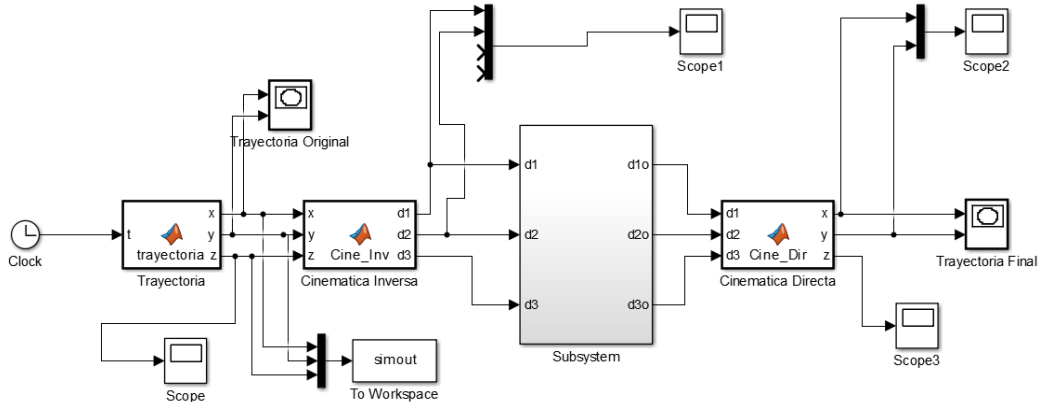 Scope1
Scope2
Trayectoria Original
d1
d1o
x
x
d1
d1
x
t
trayectoria
y
y
Cine_Inv
d2
d2
d2o
d2
Cine_Dir
y
z
z
d3
d3
z
Clock
Trayectoria
Cinematica Inversa
Cinematica Directa
Trayectoria Final
d3
d3o
simout
Subsystem
Scope3
Scope
To Workspace